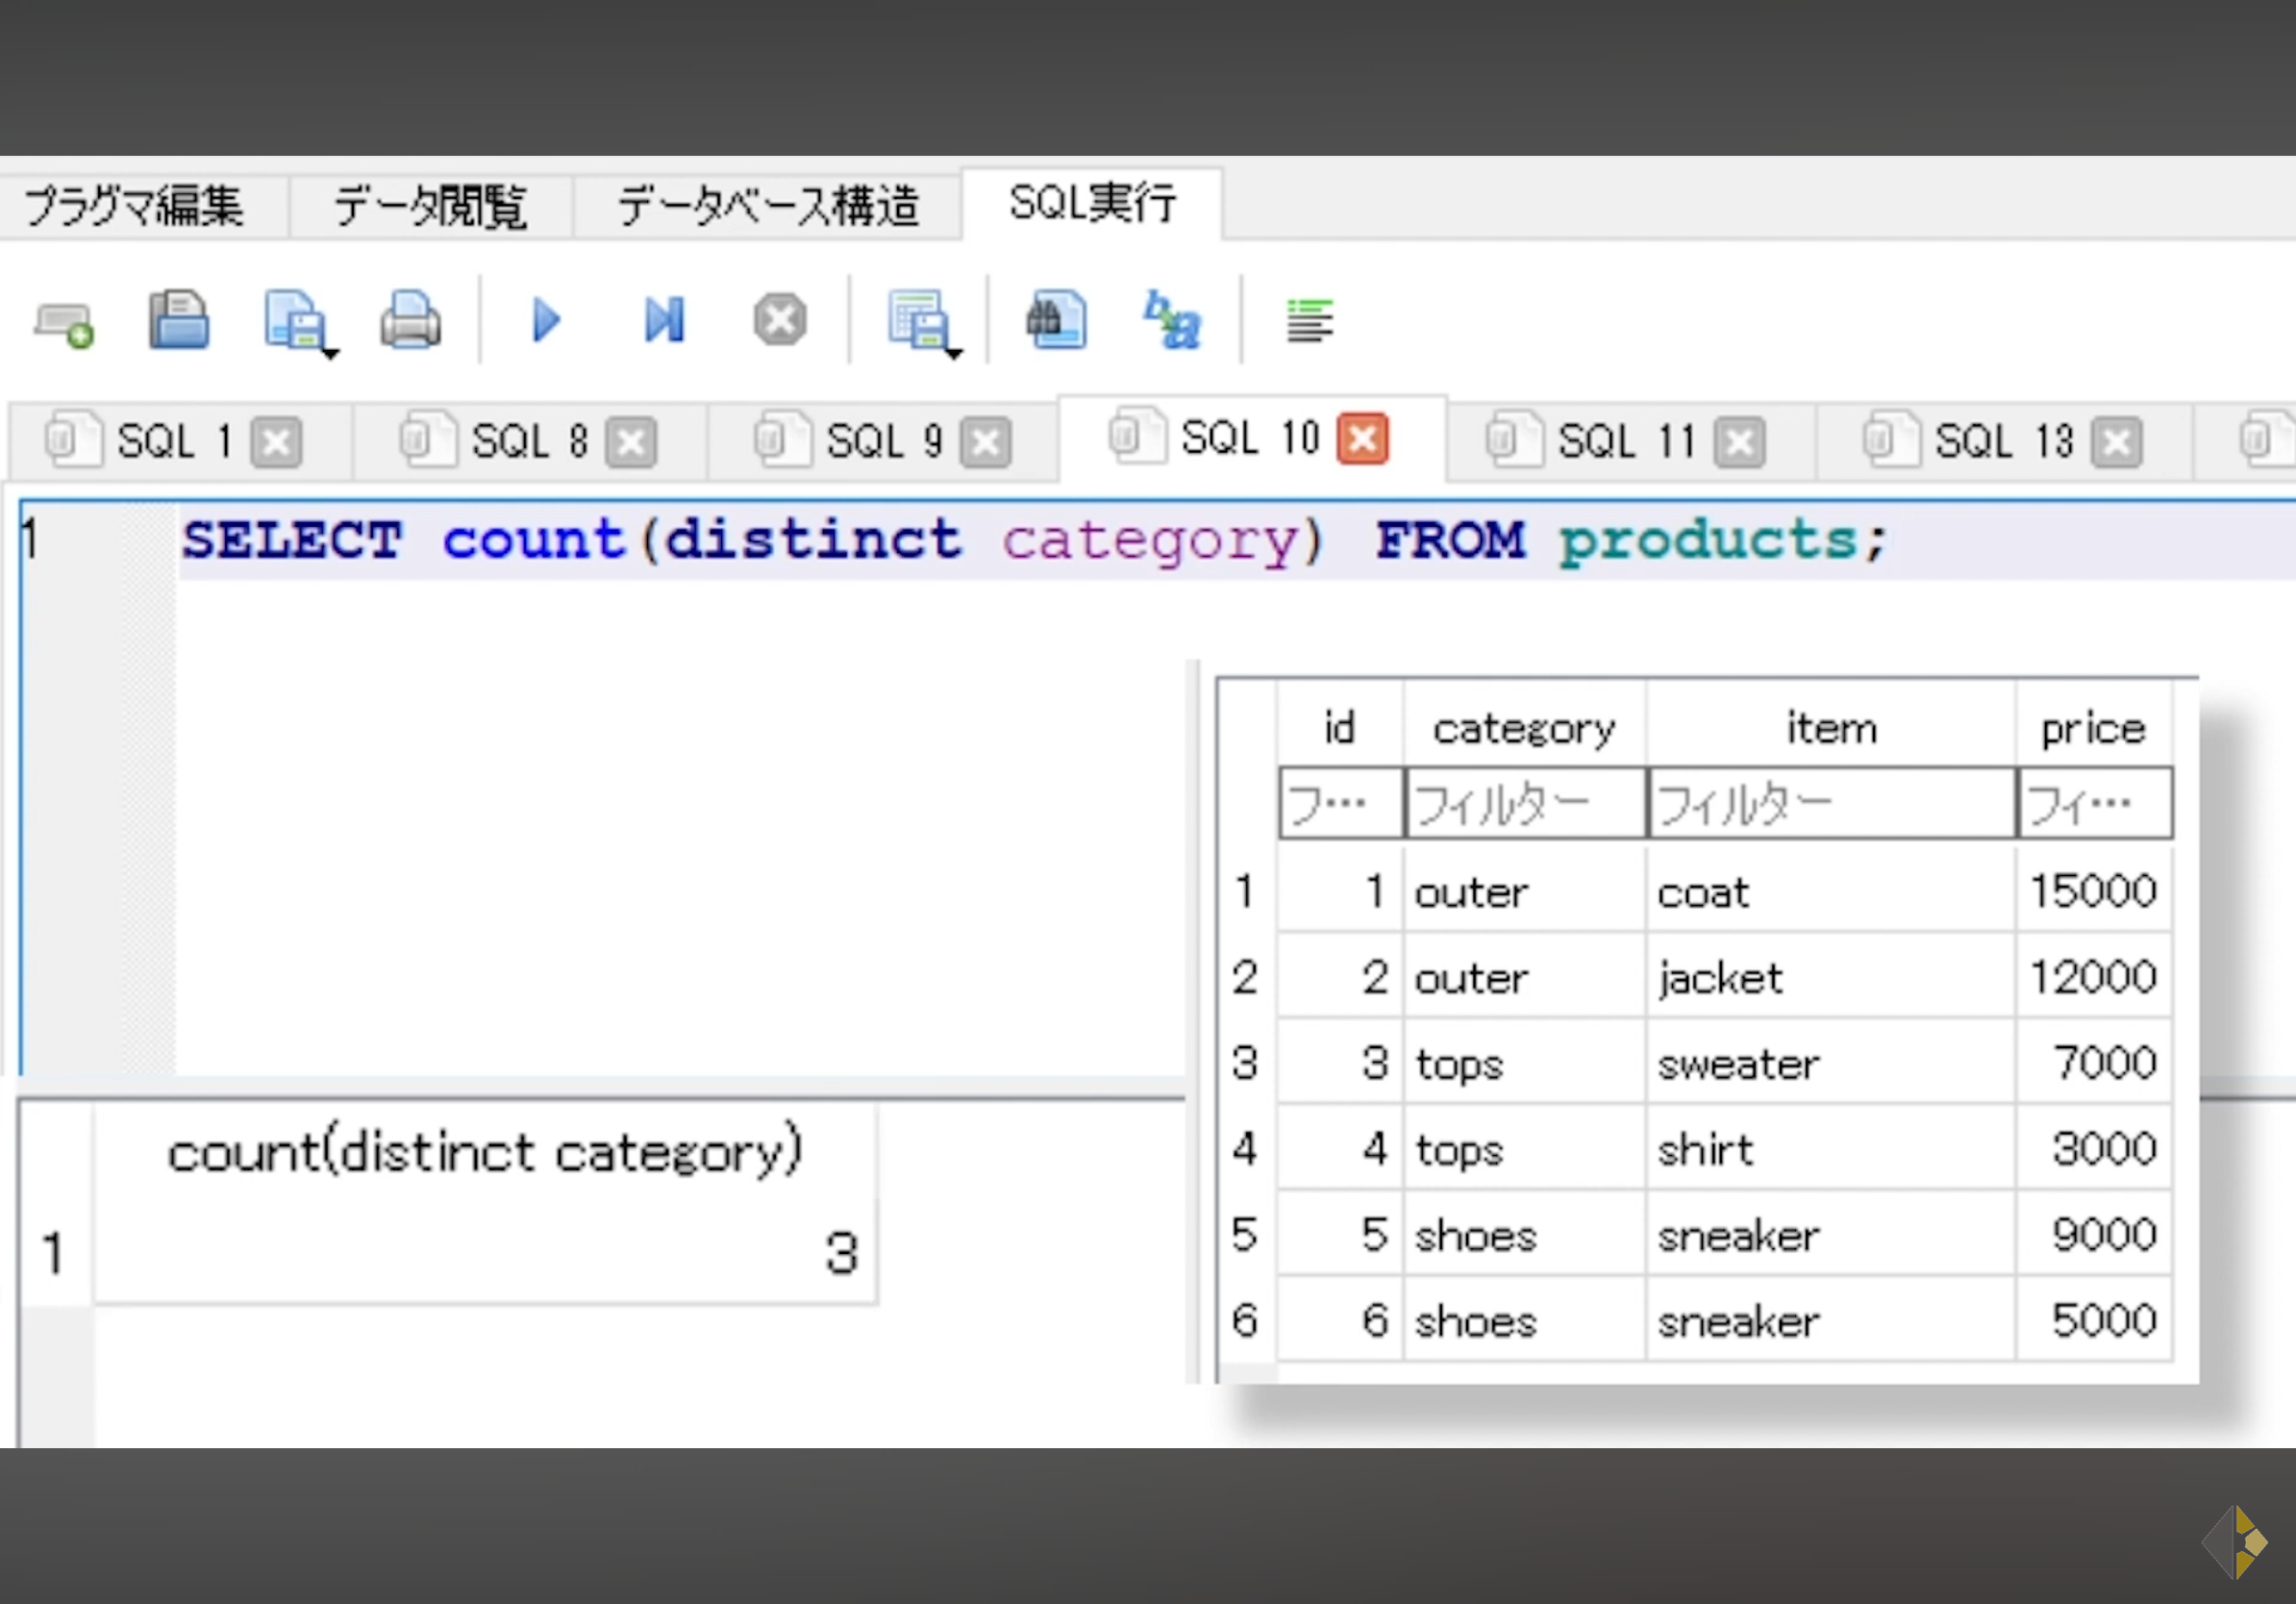 プラグマ編集 データ閲覧 データベース構造 SQL実行
SQL 1 SQL 8 SQL 9 SQL 10 SQL 11 SQL 13
1 SELECT count(distinct category) FROM products;
id category item price
フ… フィルター フィルター フィ…
1 1 outer coat 15000
2 2 outer jacket 12000
3 3 tops sweater 7000
4 4 tops shirt 3000
5 5 shoes sneaker 9000
6 6 shoes sneaker 5000
count(distinct category)
1 3